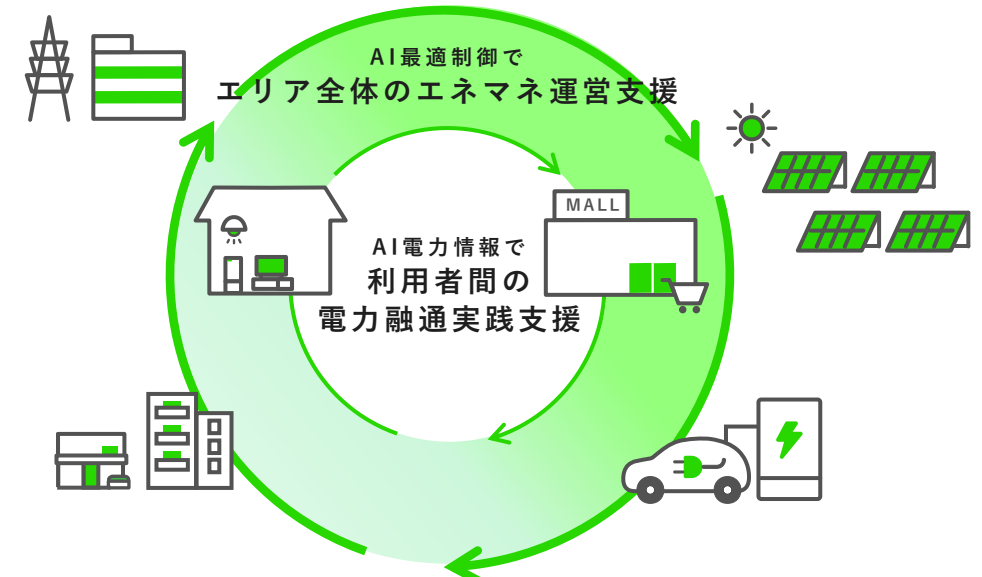 AI最適制御で
エリア全体のエネマネ運営支援
MALL
AI電力情報で
利用者間の
電力融通実践支援